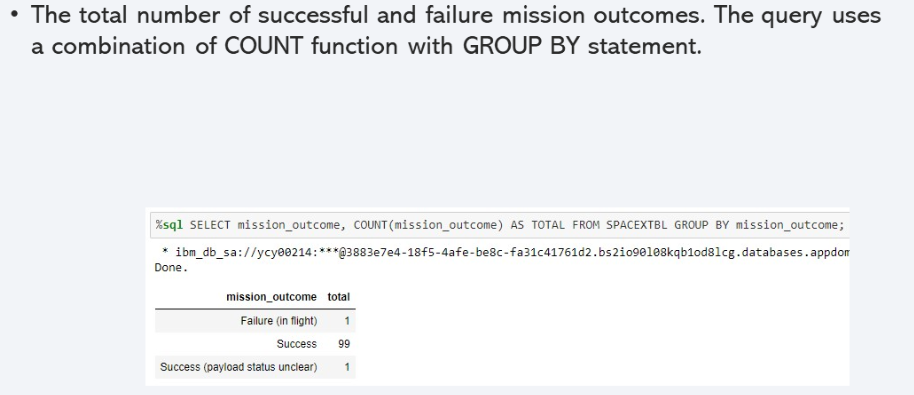 • The total number of successful and failure mission outcomes. The query uses
a combination of COUNT function with GROUP BY statement.
%sql SELECT mission_outcome, COUNT(mission_outcome) AS TOTAL FROM SPACEXTBL GROUP BY mission_outcome;
* ibm_db_sa://ycy00214:***@3883e7e4-18f5-4afe-be8c-fa31c41761d2.bs2io90l08kqb1od8lcg.databases.appdom
Done.
mission_outcome total
Failure (in flight) 1
Success 99
Success (payload status unclear) 1